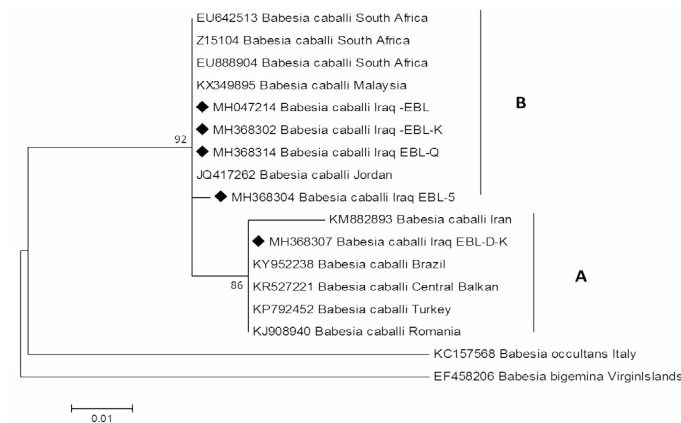 EU642513 Babesia caballi South Africa
Z15104 Babesia caballi South Africa
EU888904 Babesia caballi South Africa
KX349895 Babesia caballi Malaysia
B
MH047214 Babesia caballi Iraq -EBL
MH368302 Babesia caballi Iraq -EBL-K
92
MH368314 Babesia caballi Iraq EBL-Q
JQ417262 Babesia caballi Jordan
MH368304 Babesia caballi Iraq EBL-5
KM882893 Babesia caballi Iran
MH368307 Babesia caballi Iraq EBL-D-K
KY952238 Babesia caballi Brazil
A
86
KR527221 Babesia caballi Central Balkan
KP792452 Babesia caballi Turkey
KJ908940 Babesia caballi Romania
KC157568 Babesia occultans Italy
EF458206 Babesia bigemina VirginIslands
0.01